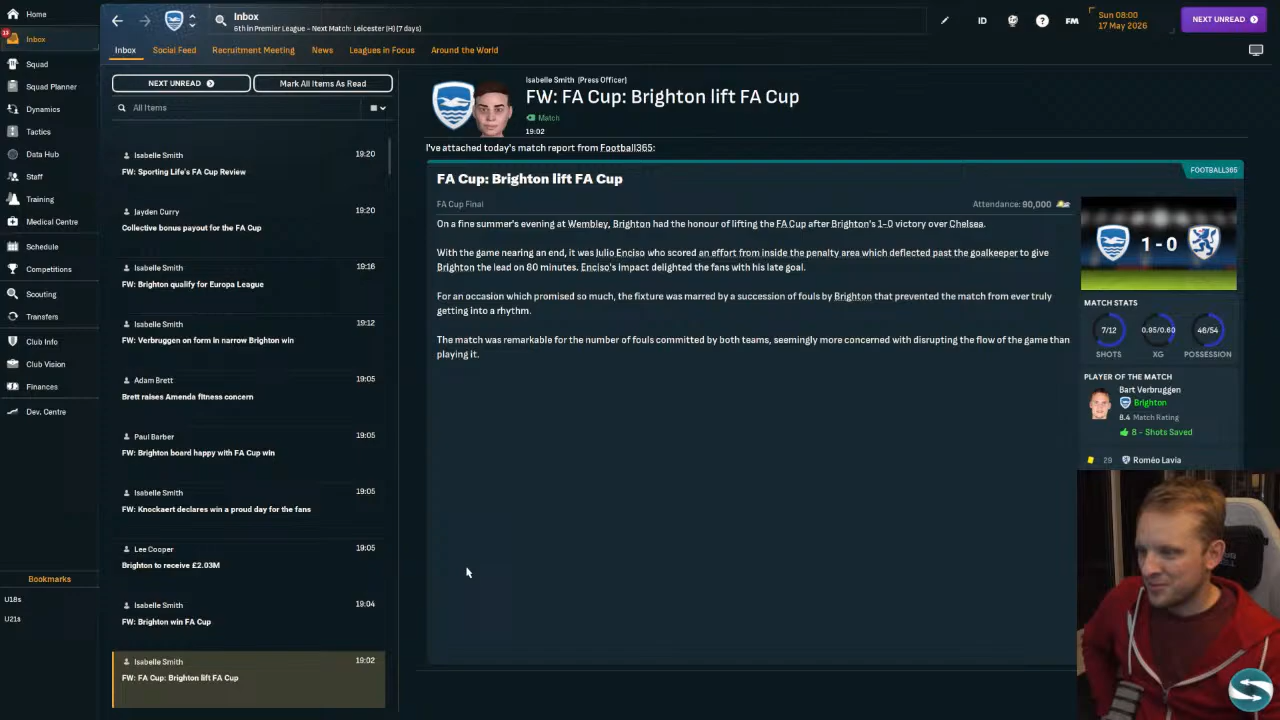 Home
Inbox
6th in Premier League - Next Match: Leicester (H) (7 days)
ID
FM
Sun 08:00
17 May 2026
NEXT UNREAD
13
Inbox
Squad
Squad Planner
Dynamics
Tactics
Data Hub
Staff
Training
Medical Centre
Schedule
Competitions
Scouting
Transfers
Club Info
Club Vision
Finances
Dev. Centre
Bookmarks
U18s
U21s
Inbox
Social Feed
Recruitment Meeting
News
Leagues in Focus
Around the World
NEXT UNREAD
Mark All Items As Read
All Items
Isabelle Smith 19:20
FW: Sporting Life's FA Cup Review
Jayden Curry 19:20
Collective bonus payout for the FA Cup
Isabelle Smith 19:16
FW: Brighton qualify for Europa League
Isabelle Smith 19:12
FW: Verbruggen on form in narrow Brighton win
Adam Brett 19:05
Brett raises Amenda fitness concern
Paul Barber 19:05
FW: Brighton board happy with FA Cup win
Isabelle Smith 19:05
FW: Knockaert declares win a proud day for the fans
Lee Cooper 19:05
Brighton to receive £2.03M
Isabelle Smith 19:04
FW: Brighton win FA Cup
Isabelle Smith 19:02
FW: FA Cup: Brighton lift FA Cup
Isabelle Smith (Press Officer)
FW: FA Cup: Brighton lift FA Cup
Match
19:02
I've attached today's match report from Football365:
FOOTBALL365
FA Cup: Brighton lift FA Cup
FA Cup Final
Attendance: 90,000
On a fine summer's evening at Wembley, Brighton had the honour of lifting the FA Cup after Brighton's 1-0 victory over Chelsea.
With the game nearing an end, it was Julio Enciso who scored an effort from inside the penalty area which deflected past the goalkeeper to give
Brighton the lead on 80 minutes. Enciso's impact delighted the fans with his late goal.
For an occasion which promised so much, the fixture was marred by a succession of fouls by Brighton that prevented the match from ever truly
getting into a rhythm.
The match was remarkable for the number of fouls committed by both teams, seemingly more concerned with disrupting the flow of the game than
playing it.
1 - 0
MATCH STATS
7/12
0.95/0.60
46/54
SHOTS
XG
POSSESSION
PLAYER OF THE MATCH
Bart Verbruggen
Brighton
8.4 Match Rating
8 - Shots Saved
29 Roméo Lavia